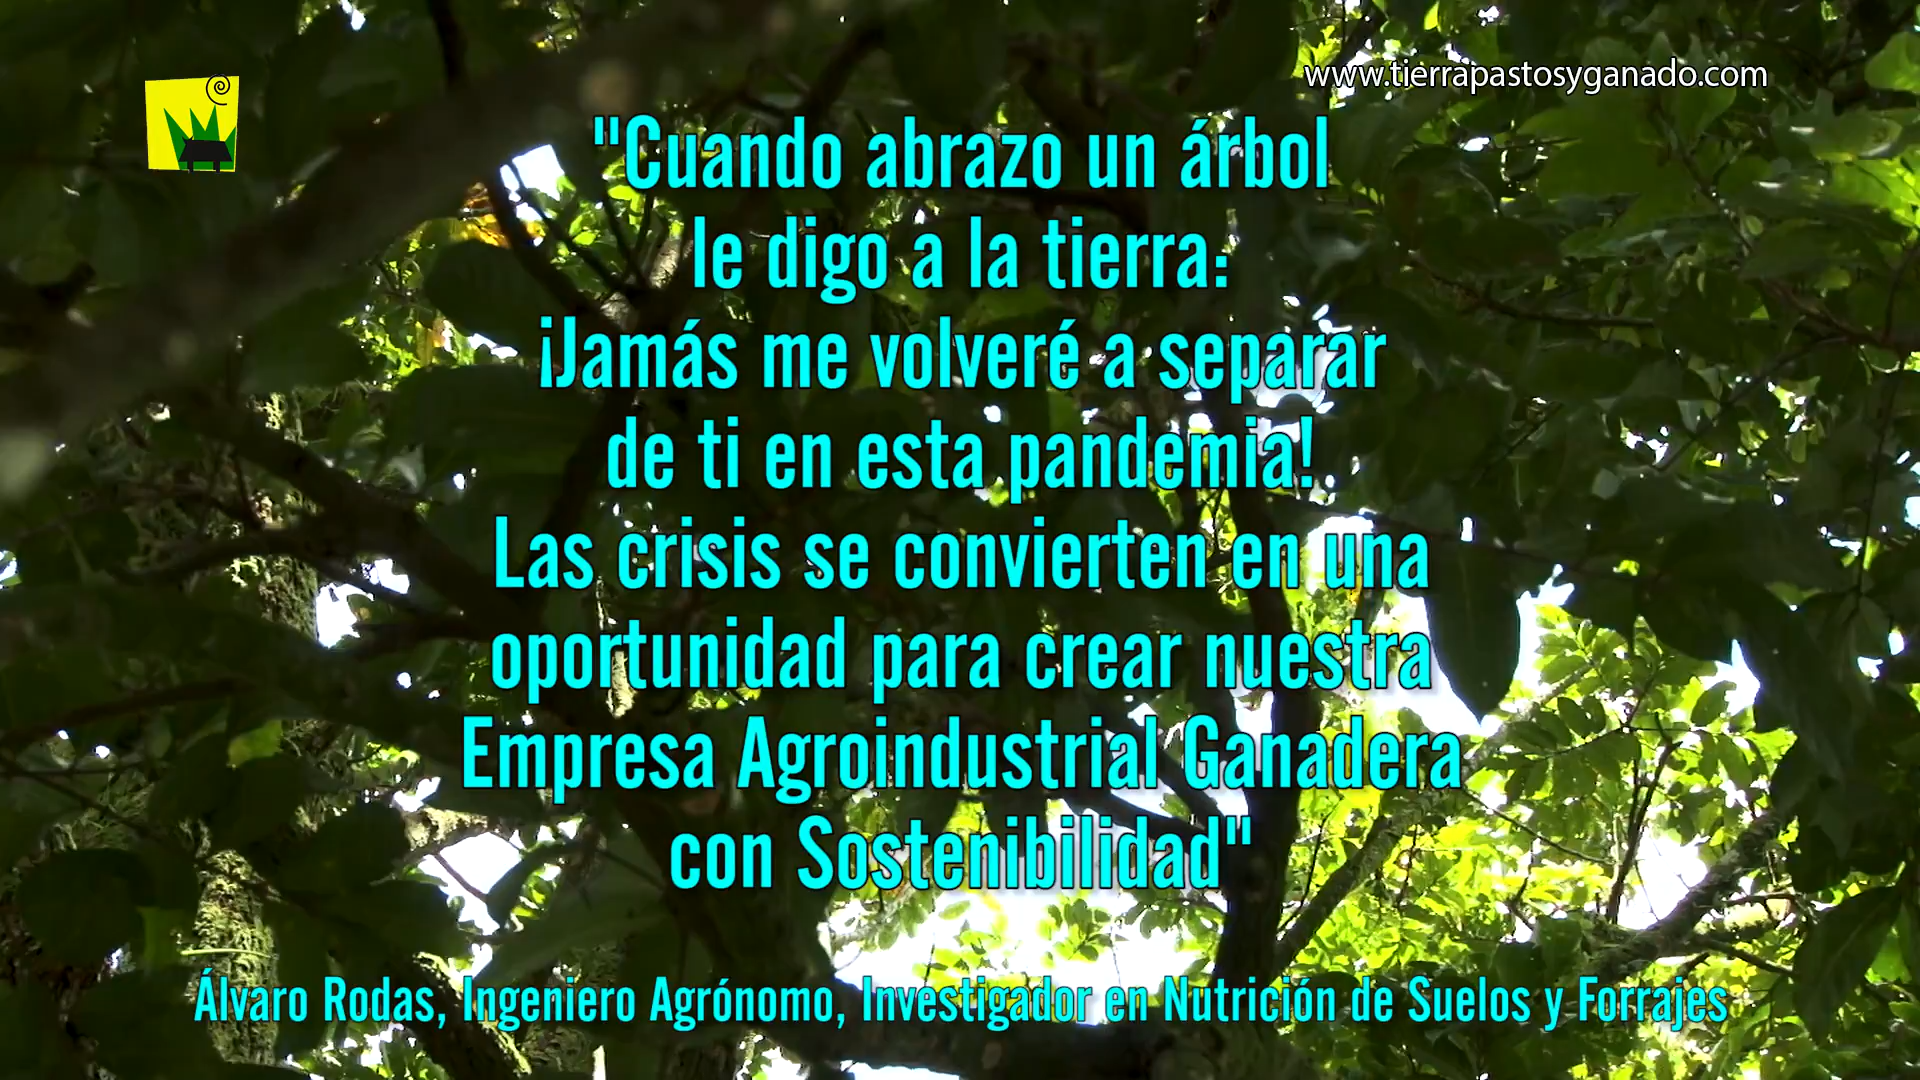 www.tierrapastosyganado.com
"Cuando abrazo un árbol
le digo a la tierra:
¡Jamás me volveré a separar
de ti en esta pandemia!
Las crisis se convierten en una
oportunidad para crear nuestra
Empresa Agroindustrial Ganadera
con Sostenibilidad"
Álvaro Rodas, Ingeniero Agrónomo, Investigador en Nutrición de Suelos y Forrajes